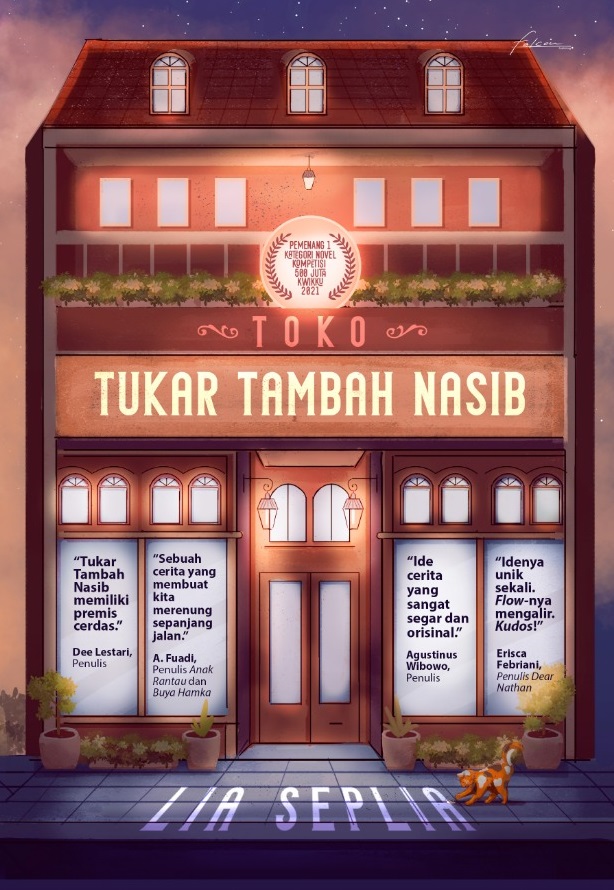 Falcon
PEMENANG 1
KATEGORI NOVEL
KOMPETISI
500 JUTA
KWIKKU
2021
TOKO
TUKAR TAMBAH NASIB
“Tukar
Tambah
Nasib
memiliki
premis
cerdas.”
Dee Lestari,
Penulis
“Sebuah
cerita yang
membuat
kita
merenung
sepanjang
jalan.”
A. Fuadi,
Penulis Anak
Rantau dan
Buya Hamka
“Ide
cerita
yang
sangat
segar dan
orisinal.”
Agustinus
Wibowo,
Penulis
“Idenya
unik
sekali.
Flow-nya
mengalir.
Kudos!”
Erisca
Febriani,
Penulis Dear
Nathan
LIA SEPLIA